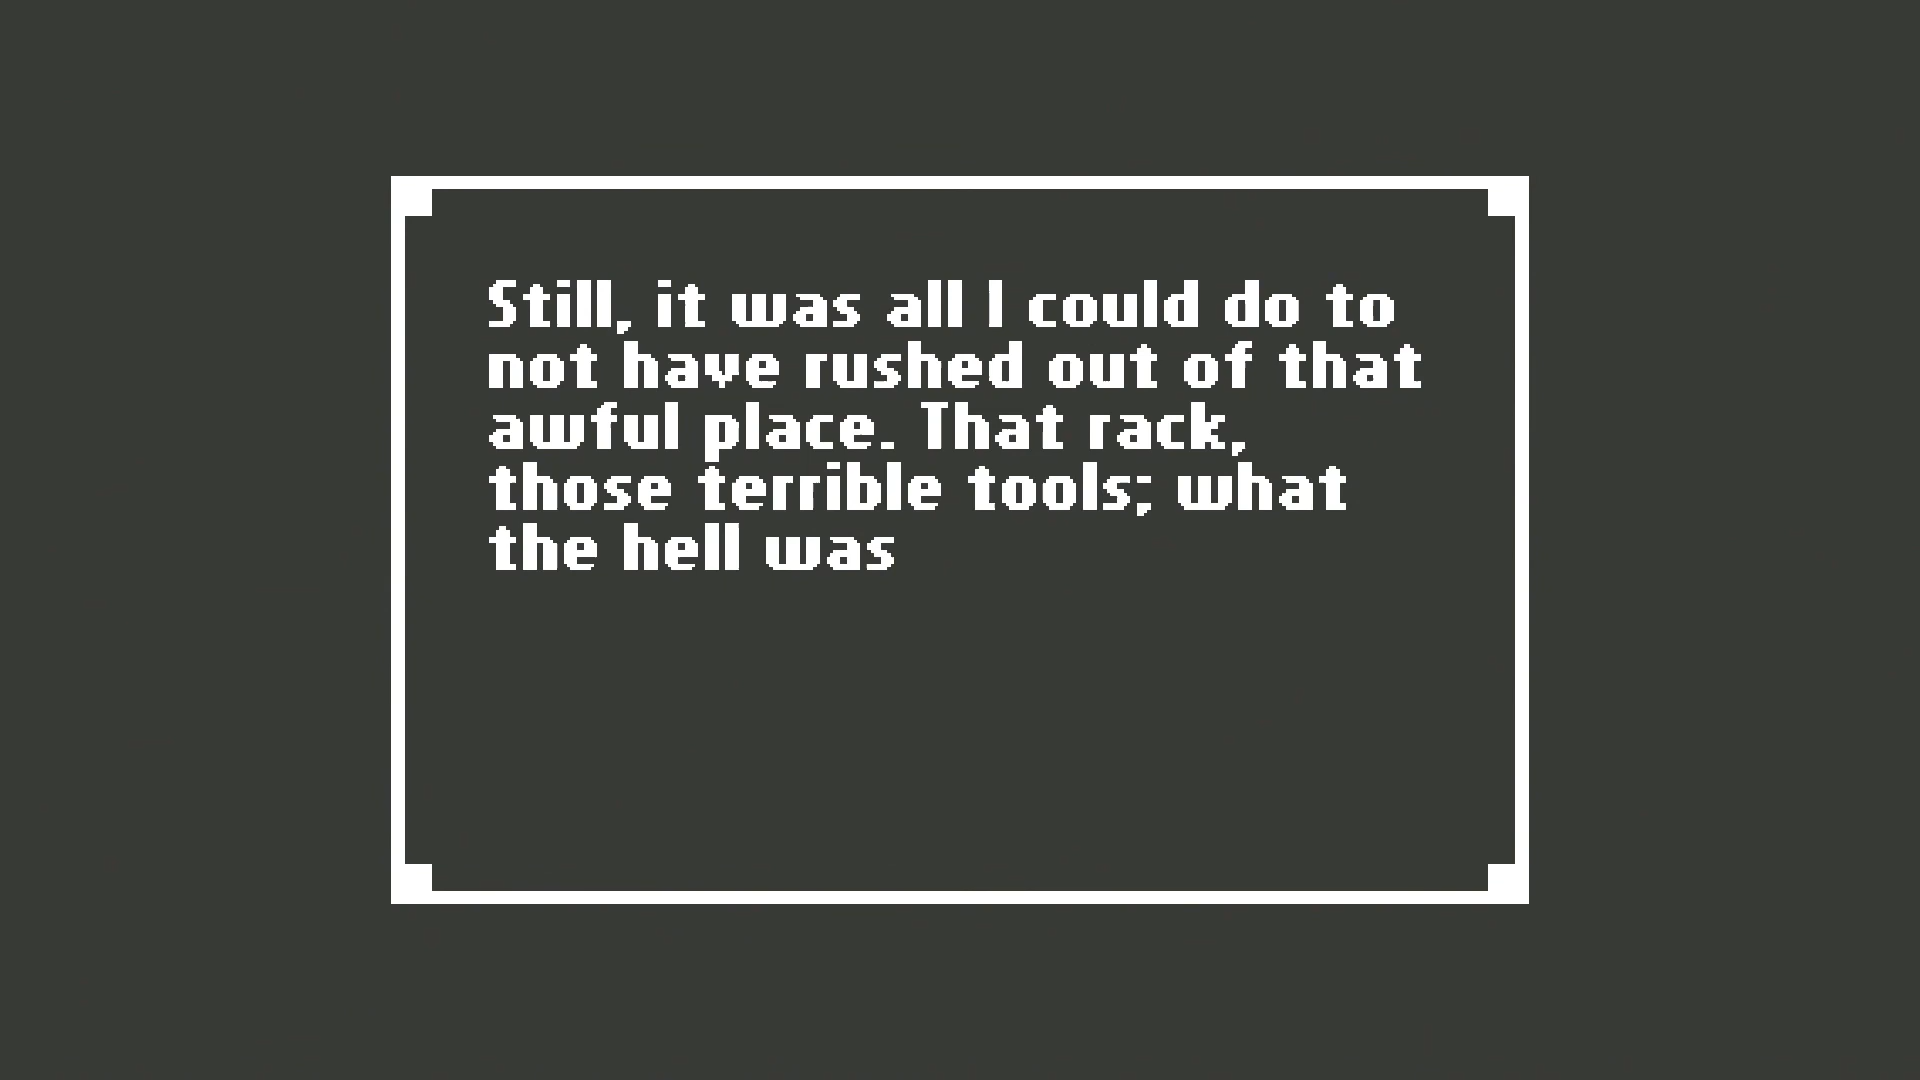 Still, it was all I could do to
not have rushed out of that
awful place. That rack,
those terrible tools; what
the hell was